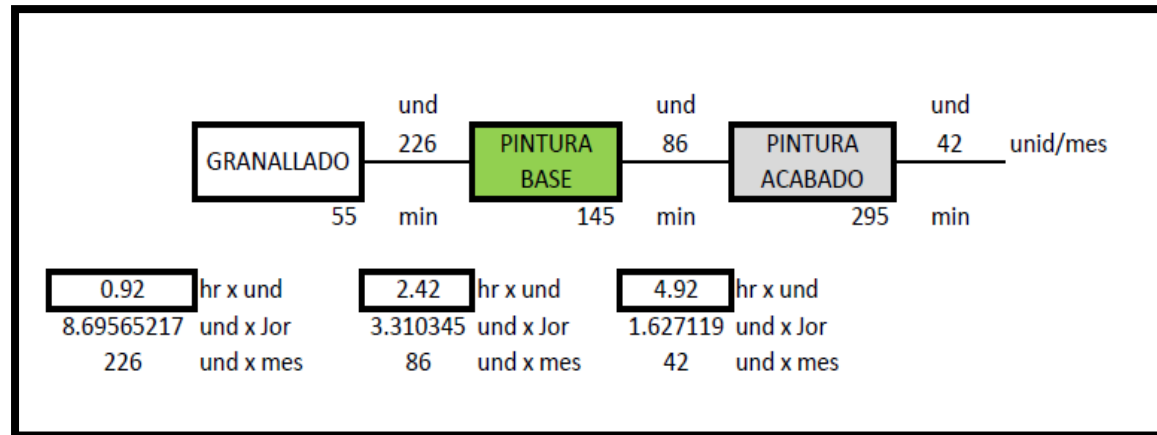 und und und
GRANALLADO 226 PINTURA BASE 86 PINTURA ACABADO 42 unid/mes
55 min 145 min 295 min
0.92 hr x und 2.42 hr x und 4.92 hr x und
8.69565217 und x Jor 3.310345 und x Jor 1.627119 und x Jor
226 und x mes 86 und x mes 42 und x mes